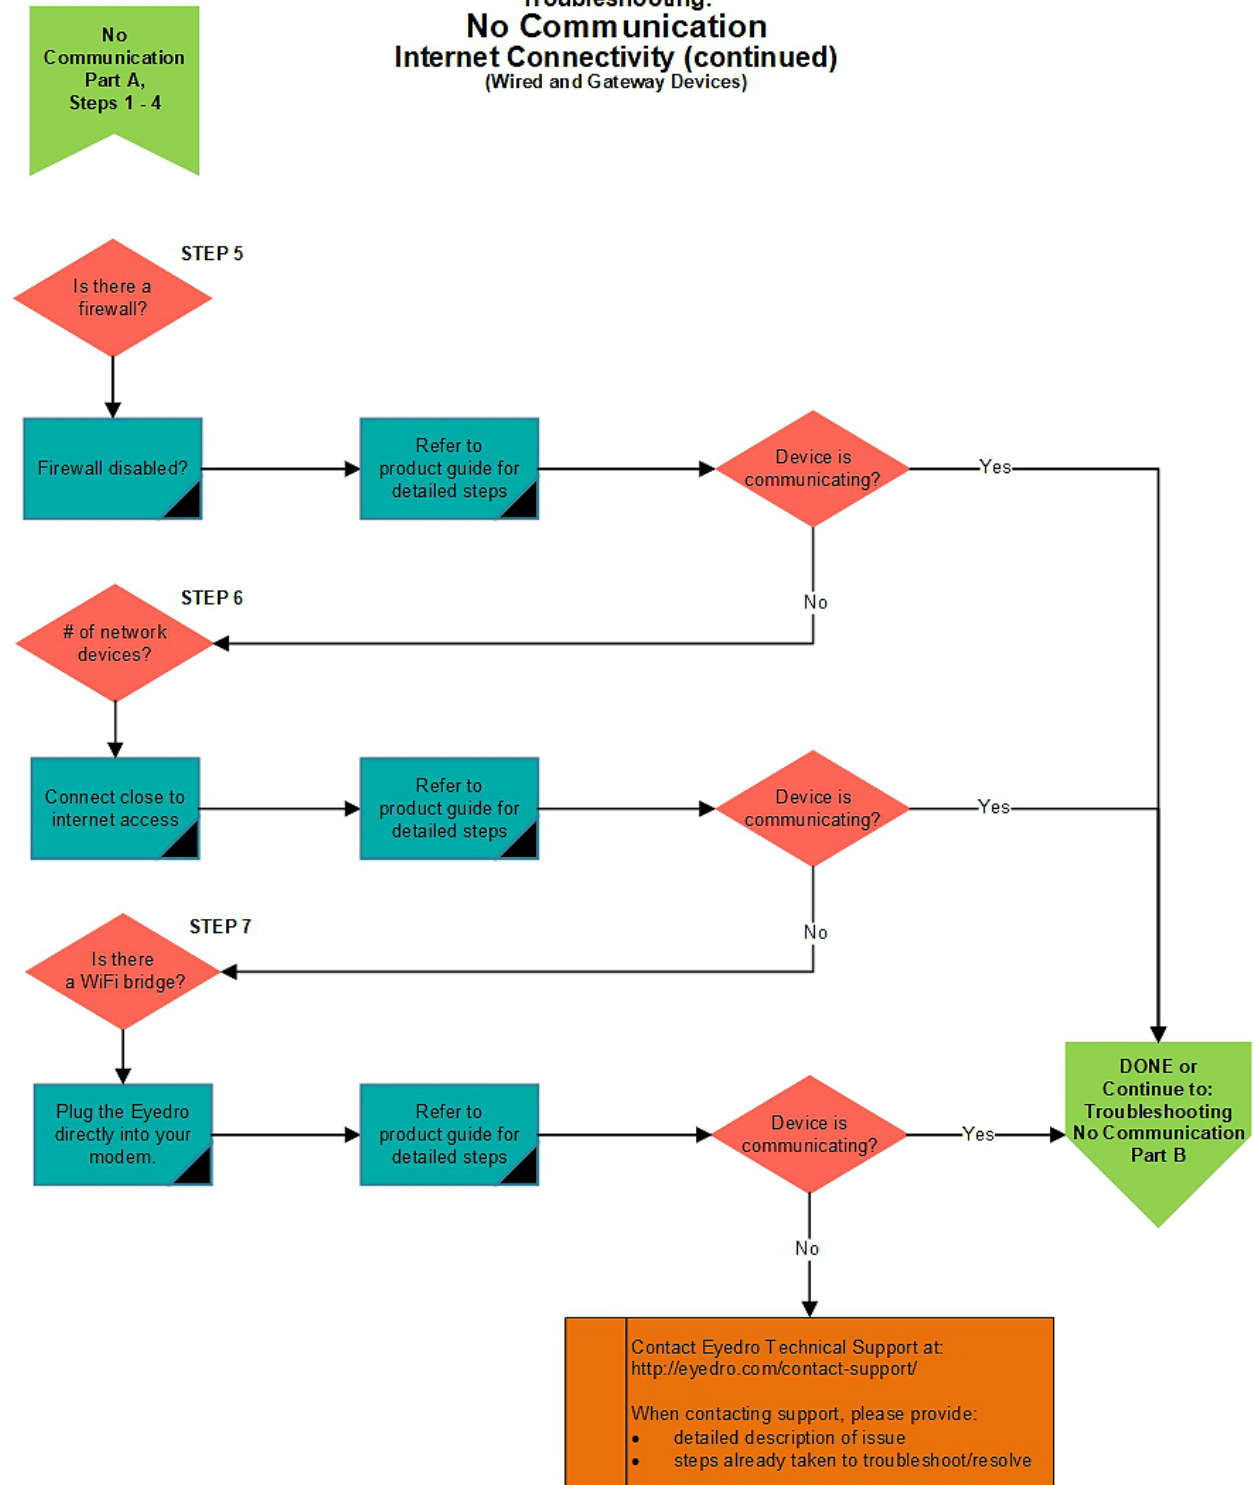 Troubleshooting:
No Communication
Internet Connectivity (continued)
(Wired and Gateway Devices)
No
Communication
Part A,
Steps 1 - 4
STEP 5
Is there a
firewall?
Firewall disabled?
Refer to
product guide for
detailed steps
Device is
communicating?
Yes
No
STEP 6
# of network
devices?
Connect close to
internet access
Refer to
product guide for
detailed steps
Device is
communicating?
Yes
No
STEP 7
Is there
a WiFi bridge?
Plug the Eyedro
directly into your
modem.
Refer to
product guide for
detailed steps
Device is
communicating?
Yes
DONE or
Continue to:
Troubleshooting
No Communication
Part B
No
Contact Eyedro Technical Support at:
http://eyedro.com/contact-support/
When contacting support, please provide:
• detailed description of issue
• steps already taken to troubleshoot/resolve